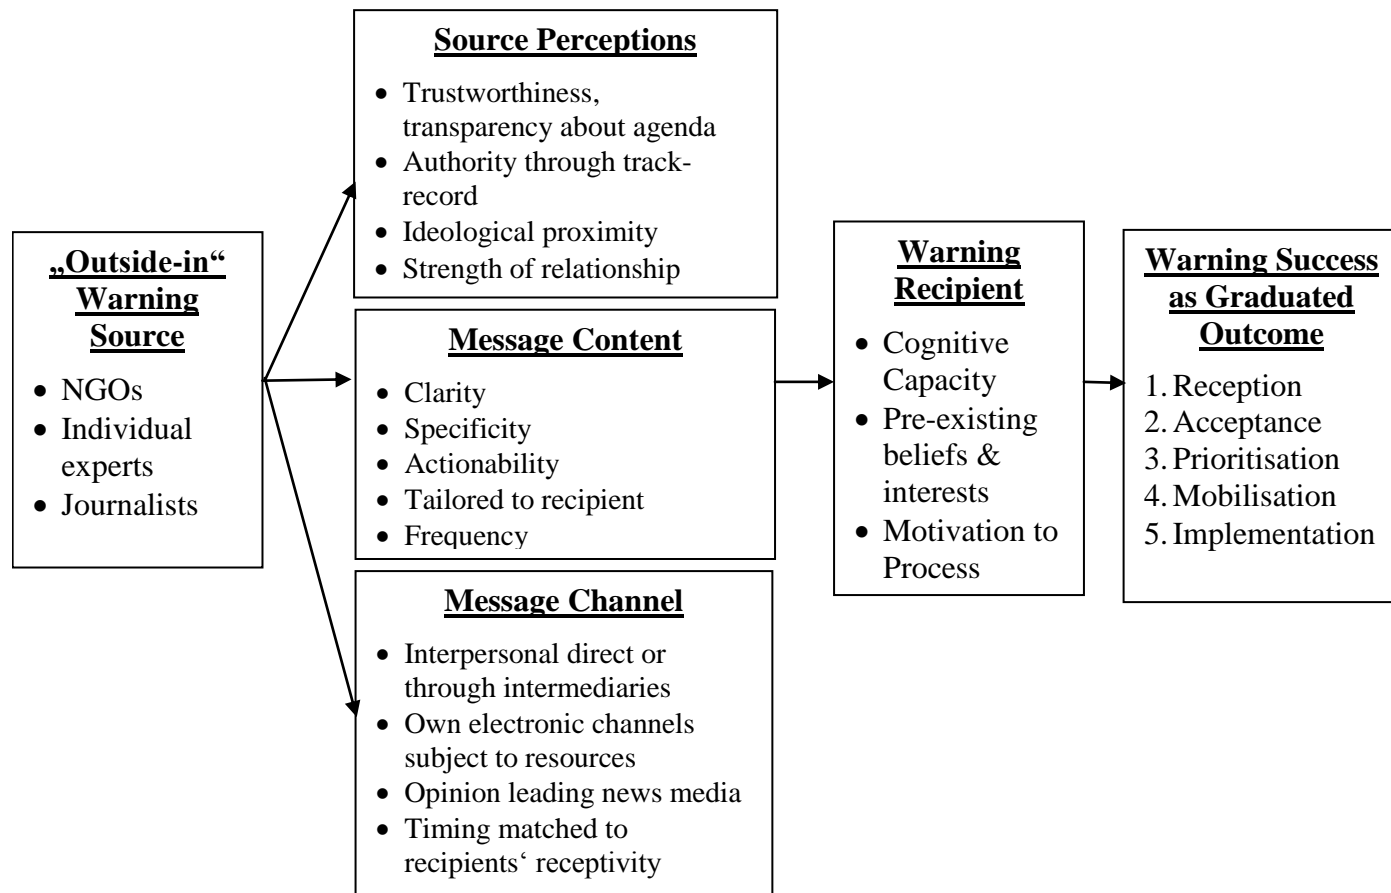 „Outside-in“
Warning
Source
• NGOs
• Individual
experts
• Journalists
Source Perceptions
• Trustworthiness,
transparency about agenda
• Authority through track-
record
• Ideological proximity
• Strength of relationship
Message Content
• Clarity
• Specificity
• Actionability
• Tailored to recipient
• Frequency
Message Channel
• Interpersonal direct or
through intermediaries
• Own electronic channels
subject to resources
• Opinion leading news media
• Timing matched to
recipients‘ receptivity
Warning
Recipient
• Cognitive
Capacity
• Pre-existing
beliefs &
interests
• Motivation to
Process
Warning Success
as Graduated
Outcome
1. Reception
2. Acceptance
3. Prioritisation
4. Mobilisation
5. Implementation